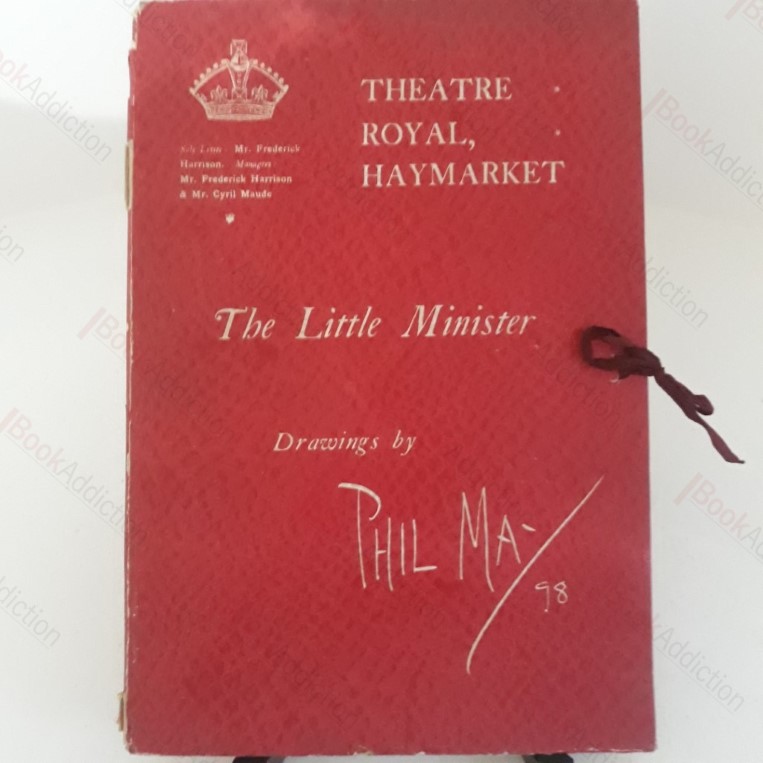 Sole Lessee Mr. Frederick
Harrison. Managers
Mr. Frederick Harrison
& Mr. Cyril Maude
THEATRE
ROYAL,
HAYMARKET
The Little Minister
Drawings by
PHIL MAY
98
BookAddiction